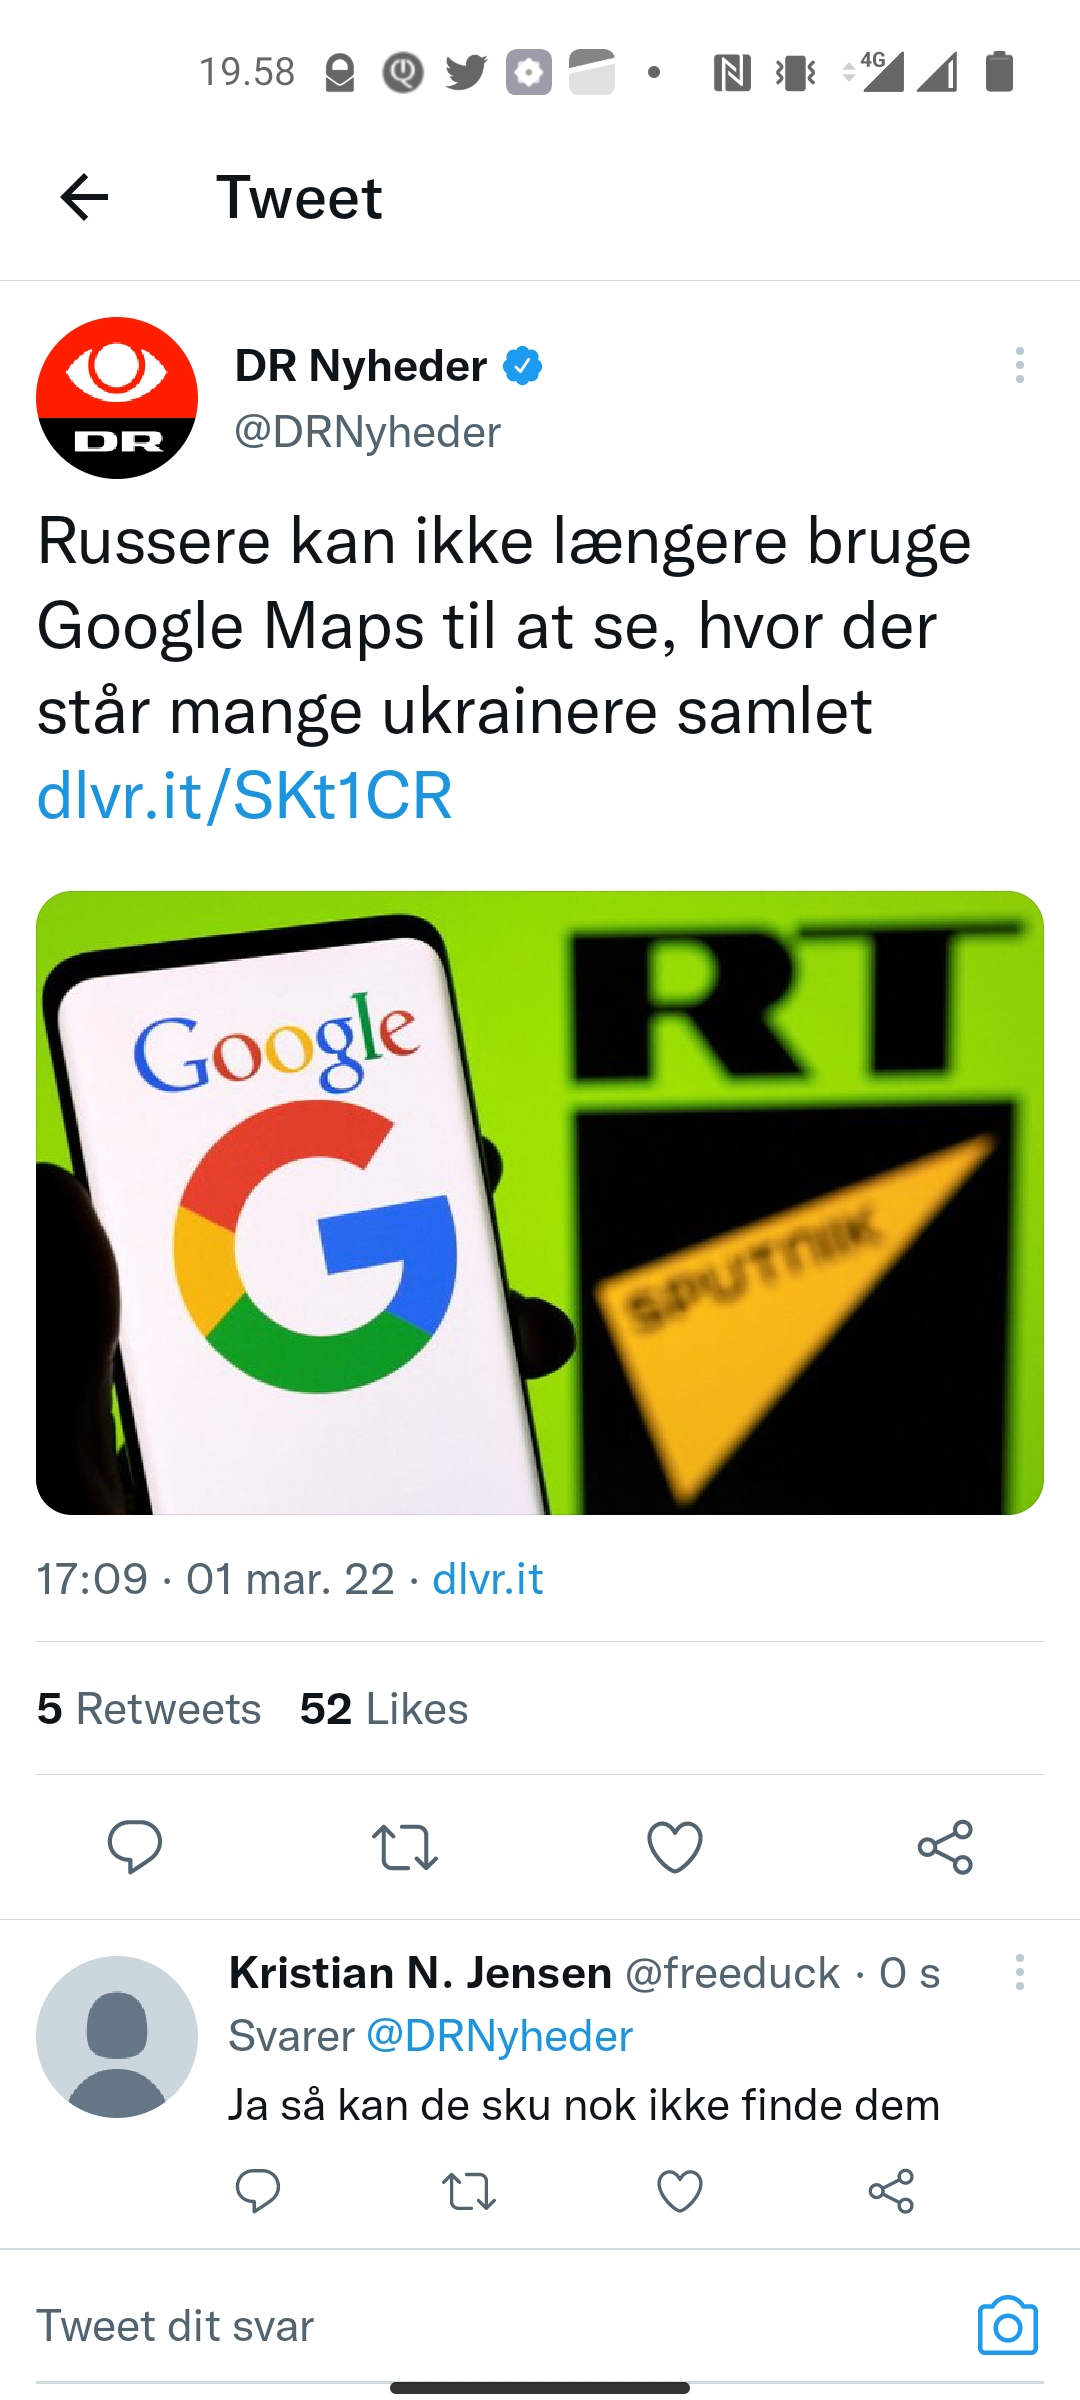 19.58
4G
Tweet
DR Nyheder
DR
@DRNyheder
Russere kan ikke længere bruge
Google Maps til at se, hvor der
står mange ukrainere samlet
dlvr.it/SKt1CR
Google
G
RT
SPUTNIK
17:09 · 01 mar. 22 · dlvr.it
5 Retweets 52 Likes
Kristian N. Jensen @freeduck · 0 s
Svarer @DRNyheder
Ja så kan de sku nok ikke finde dem
Tweet dit svar